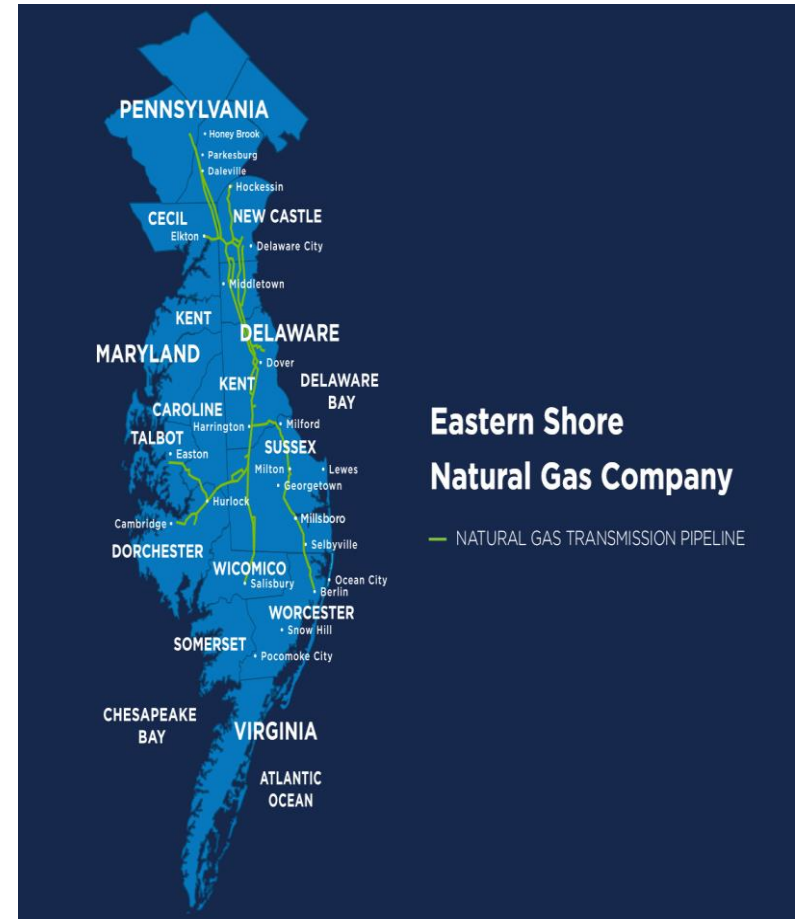 PENNSYLVANIA
Honey Brook
Parkesburg
Daleville
Hockessin
CECIL
NEW CASTLE
Elkton
Delaware City
Middletown
KENT
DELAWARE
MARYLAND
Dover
KENT
DELAWARE
BAY
CAROLINE
Harrington
Milford
TALBOT
SUSSEX
Easton
Milton
Lewes
Georgetown
Hurlock
Cambridge
Millsboro
DORCHESTER
Selbyville
WICOMICO
Salisbury
Ocean City
Berlin
WORCESTER
Snow Hill
SOMERSET
Pocomoke City
CHESAPEAKE
BAY
VIRGINIA
ATLANTIC
OCEAN
Eastern Shore
Natural Gas Company
NATURAL GAS TRANSMISSION PIPELINE